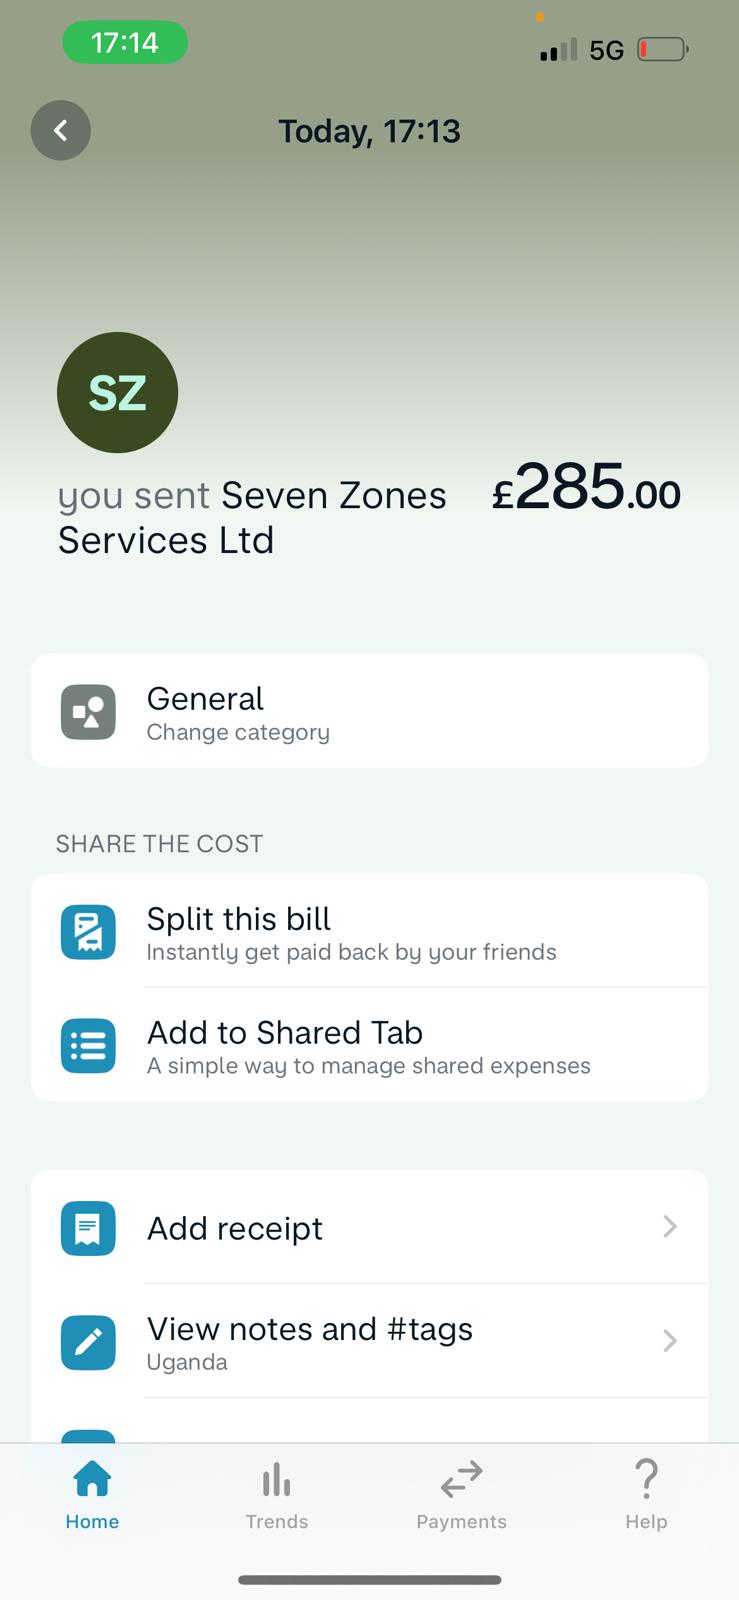 17:14
5G
Today, 17:13
SZ
you sent Seven Zones £285.00
Services Ltd
General
Change category
SHARE THE COST
Split this bill
Instantly get paid back by your friends
Add to Shared Tab
A simple way to manage shared expenses
Add receipt
View notes and #tags
Uganda
Home Trends Payments Help